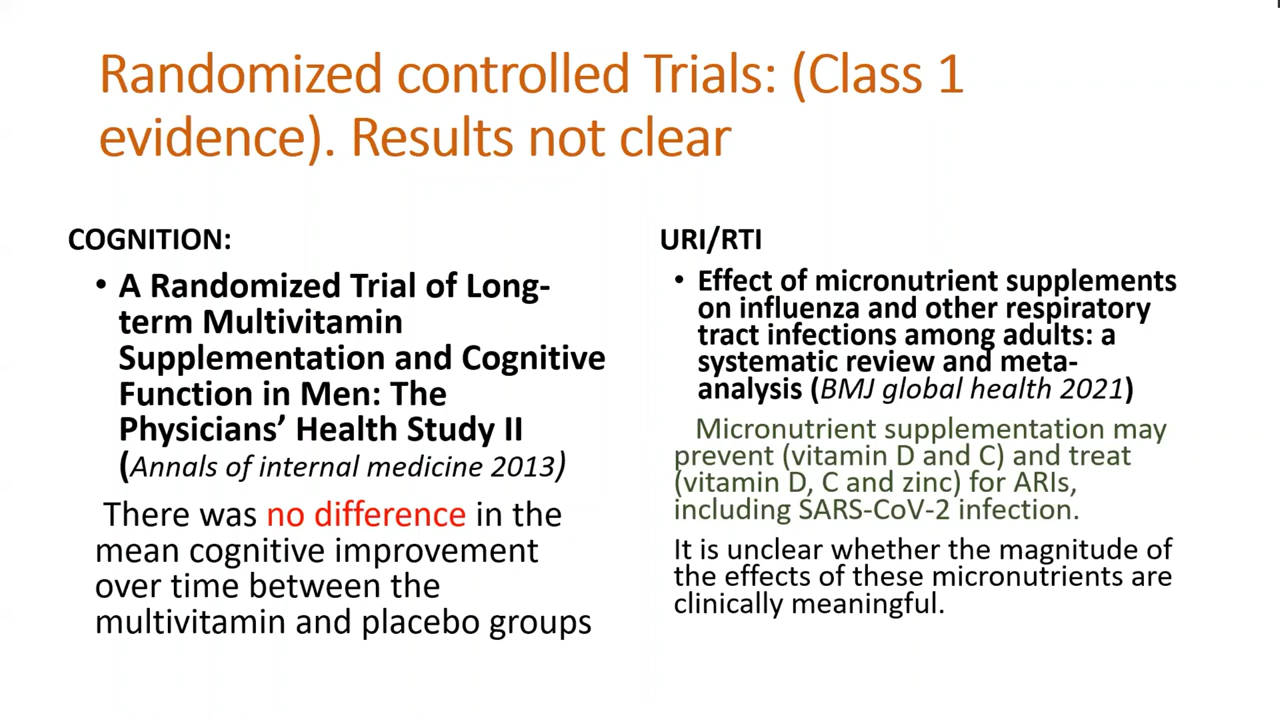 Randomized controlled Trials: (Class 1
evidence). Results not clear
COGNITION:
• A Randomized Trial of Long-
term Multivitamin
Supplementation and Cognitive
Function in Men: The
Physicians’ Health Study II
(Annals of internal medicine 2013)
There was no difference in the
mean cognitive improvement
over time between the
multivitamin and placebo groups
URI/RTI
• Effect of micronutrient supplements
on influenza and other respiratory
tract infections among adults: a
systematic review and meta-
analysis (BMJ global health 2021)
Micronutrient supplementation may
prevent (vitamin D and C) and treat
(vitamin D, C and zinc) for ARIs,
including SARS-CoV-2 infection.
It is unclear whether the magnitude of
the effects of these micronutrients are
clinically meaningful.